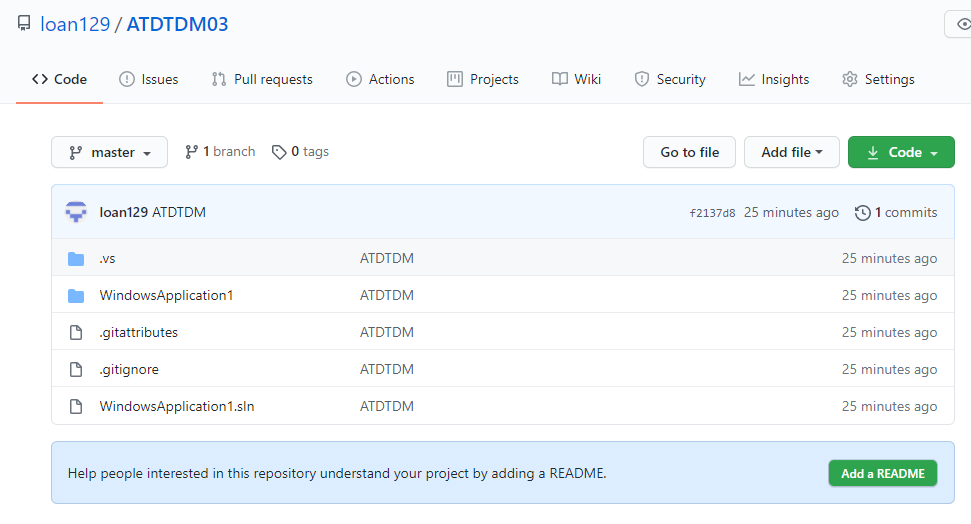 loan129 / ATDTDM03
Code Issues Pull requests Actions Projects Wiki Security Insights Settings
master 1 branch 0 tags Go to file Add file Code
loan129 ATDTDM f2137d8 25 minutes ago 1 commits
.vs ATDTDM 25 minutes ago
WindowsApplication1 ATDTDM 25 minutes ago
.gitattributes ATDTDM 25 minutes ago
.gitignore ATDTDM 25 minutes ago
WindowsApplication1.sln ATDTDM 25 minutes ago
Help people interested in this repository understand your project by adding a README. Add a README